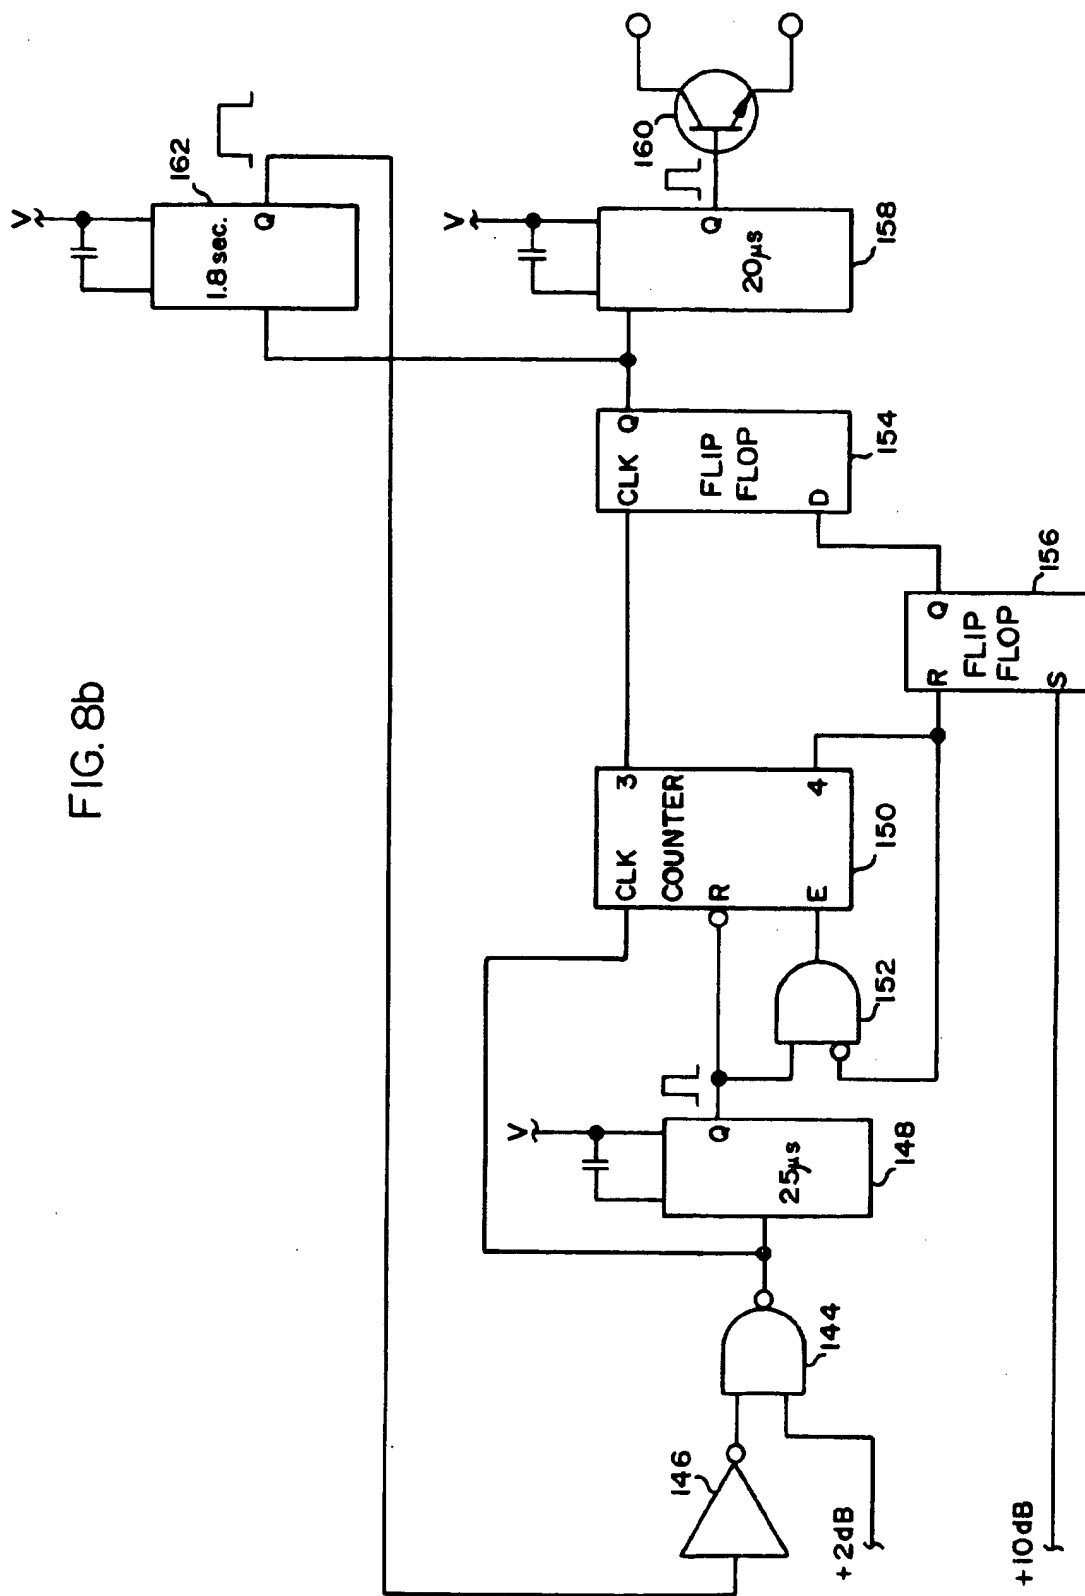 FIG. 8b
V
162
1.8 sec.
Q
V
160
Q
20µs
158
CLK
Q
FLIP
FLOP
D
154
156
R
Q
FLIP
FLOP
S
CLK
3
COUNTER
R
4
E
150
152
V
Q
25µs
148
144
146
+2dB
+10dB